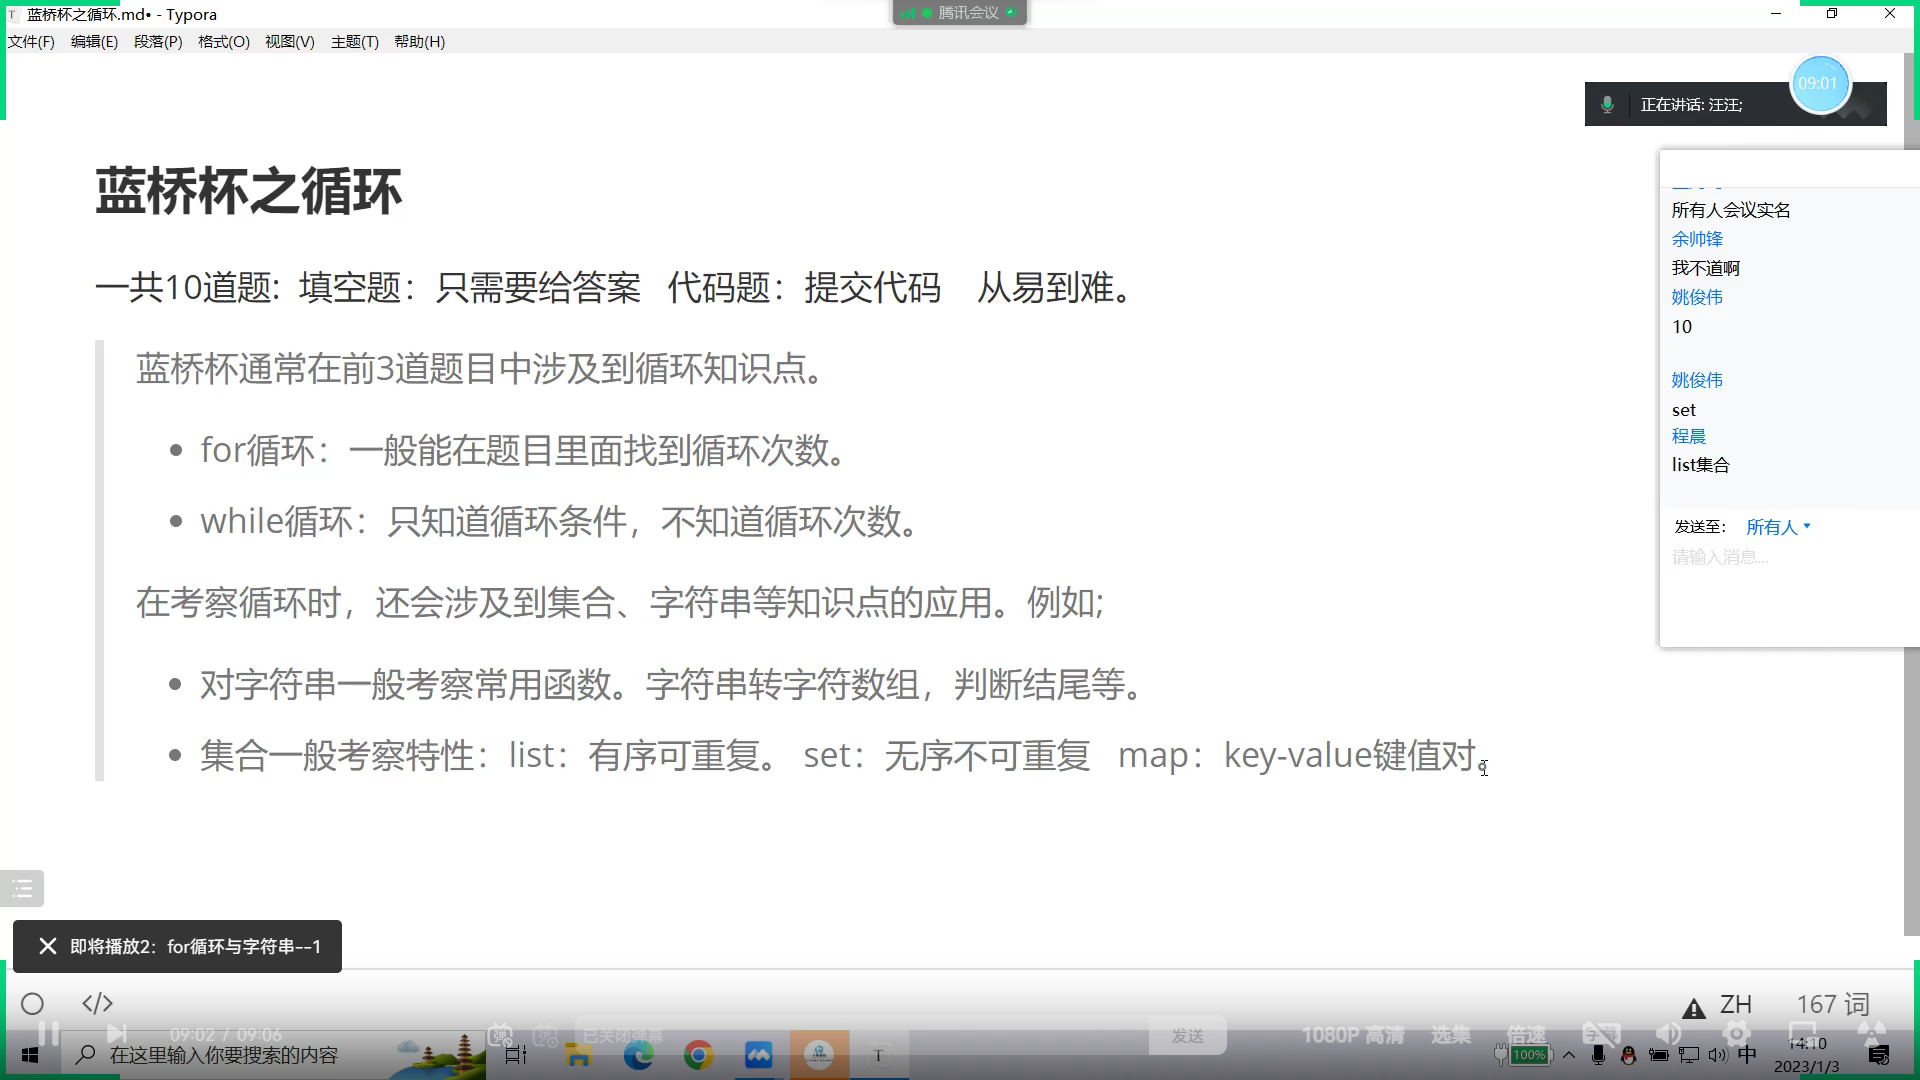 蓝桥杯之循环.md• - Typora
腾讯会议
文件(F) 编辑(E) 段落(P) 格式(O) 视图(V) 主题(T) 帮助(H)
09:01
正在讲话: 汪汪;
蓝桥杯之循环
一共10道题：填空题：只需要给答案 代码题：提交代码 从易到难。
蓝桥杯通常在前3道题目中涉及到循环知识点。
• for循环：一般能在题目里面找到循环次数。
• while循环：只知道循环条件，不知道循环次数。
在考察循环时，还会涉及到集合、字符串等知识点的应用。例如;
• 对字符串一般考察常用函数。字符串转字符数组，判断结尾等。
• 集合一般考察特性：list：有序可重复。 set：无序不可重复 map：key-value键值对。
所有人会议实名
余帅锋
我不道啊
姚俊伟
10
姚俊伟
set
程晨
list集合
发送至： 所有人
请输入消息...
即将播放2：for循环与字符串--1
</> ZH 167 词
09:02 / 09:06 已关闭弹幕 发送 1080P 高清 选集 倍速 字幕
在这里输入你要搜索的内容
T
100%
中
14:10
2023/1/3